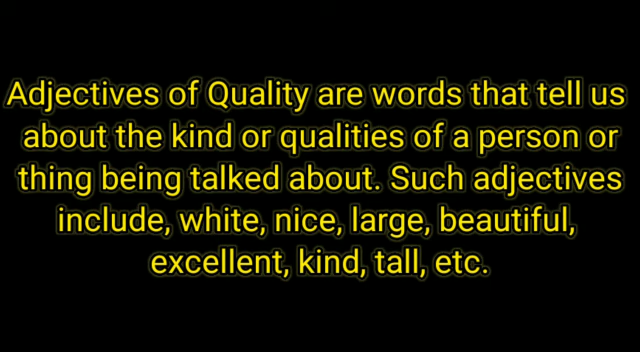 Adjectives of Quality are words that tell us
about the kind or qualities of a person or
thing being talked about. Such adjectives
include, white, nice, large, beautiful,
excellent, kind, tall, etc.